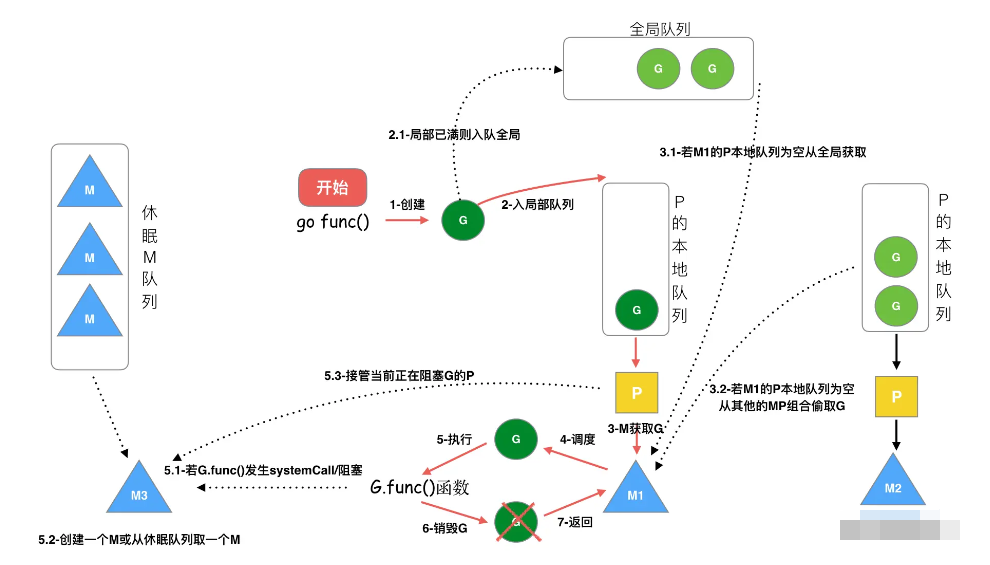 全局队列
G
G
2.1-局部已满则入队全局
3.1-若M1的P本地队列为空从全局获取
开始
go func()
1-创建
G
2-入局部队列
P的本地队列
G
P的本地队列
G
G
M
M
M
休眠M队列
5.3-接管当前正在阻塞G的P
P
3.2-若M1的P本地队列为空
从其他的MP组合偷取G
P
3-M获取G
5-执行
G
4-调度
5.1-若G.func()发生systemCall/阻塞
G.func()函数
M3
M1
M2
6-销毁G
G
7-返回
5.2-创建一个M或从休眠队列取一个M